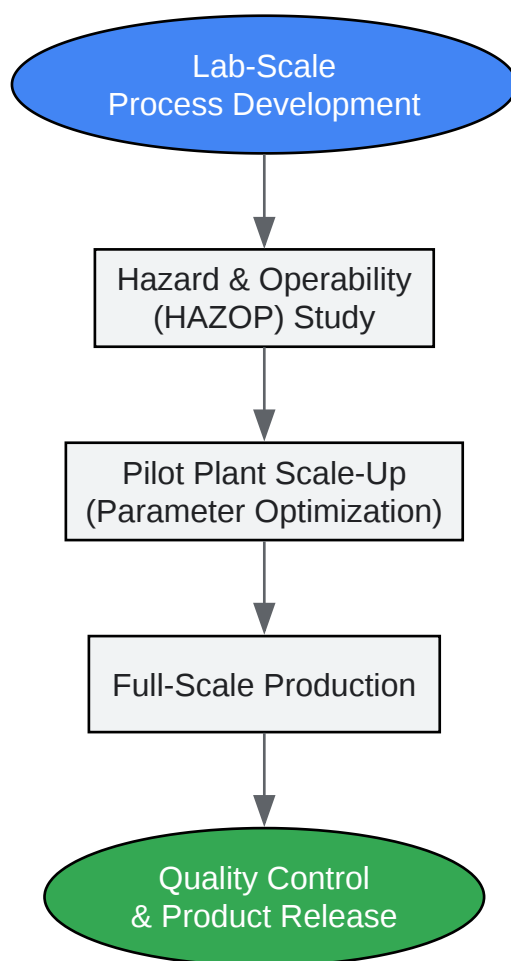 Lab-Scale
Process Development
Hazard & Operability
(HAZOP) Study
Pilot Plant Scale-Up
(Parameter Optimization)
Full-Scale Production
Quality Control
& Product Release